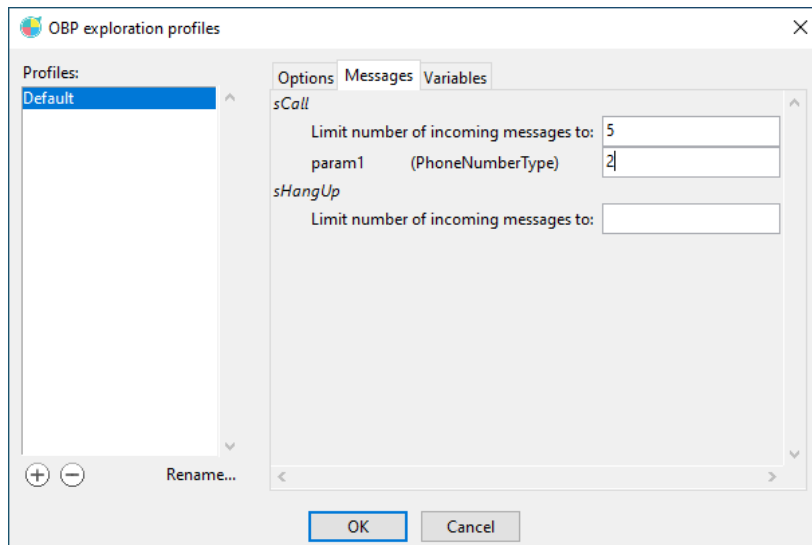 OBP exploration profiles
Profiles:
Default
Rename...
Options Messages Variables
sCall
Limit number of incoming messages to: 5
param1 (PhoneNumberType) 2
sHangUp
Limit number of incoming messages to:
OK Cancel